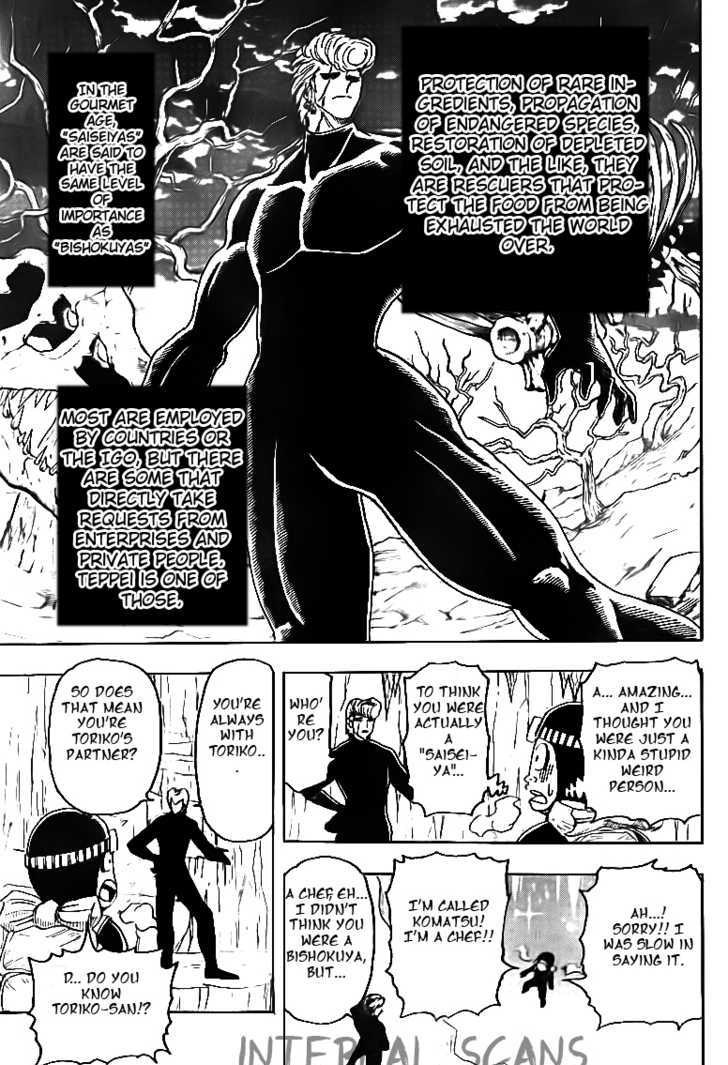 PROTECTION OF RARE IN-
GREDIENTS, PROPAGATION
OF ENDANGERED SPECIES,
RESTORATION OF DEPLETED
SOIL, AND THE LIKE, THEY
ARE RESCUERS THAT PRO-
TECT THE FOOD FROM BEING
EXHAUSTED THE WORLD
OVER.
IN THE
GOURMET
AGE,
"SAISEIYAS"
ARE SAID TO
HAVE THE
SAME LEVEL
OF
IMPORTANCE
AS
"BISHOKUYAS"
MOST ARE EMPLOYED
BY COUNTRIES OR
THE IGO, BUT THERE
ARE SOME THAT
DIRECTLY TAKE
REQUESTS FROM
ENTERPRISES AND
PRIVATE PEOPLE.
TEPPEI IS ONE OF
THOSE.
A... AMAZING...
AND I
THOUGHT YOU
WERE JUST A
KINDA STUPID
WEIRD
PERSON...
TO THINK
YOU WERE
ACTUALLY
A
"SAISEI-
YA"...
WHO'
RE
YOU?
AH...!
SORRY!! I
WAS SLOW IN
SAYING IT.
I'M CALLED
KOMATSU!
I'M A CHEF!!
A CHEF, EH...
I DIDN'T
THINK YOU
WERE A
BISHOKUYA,
BUT...
YOU'RE
ALWAYS
WITH
TORIKO..
SO DOES
THAT MEAN
YOU'RE
TORIKO'S
PARTNER?
D... DO YOU
KNOW
TORIKO-SAN!?
SCANS